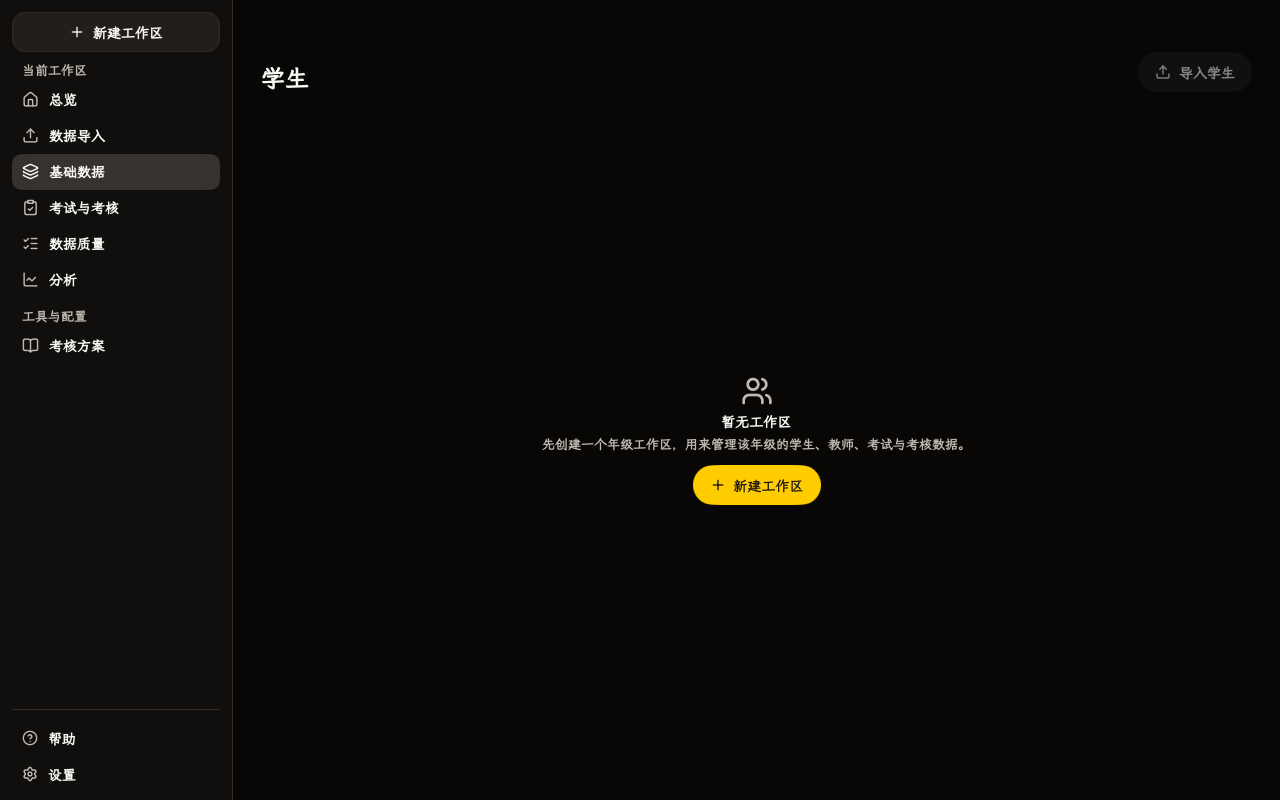 新建工作区
当前工作区
总览
数据导入
基础数据
考试与考核
数据质量
分析
工具与配置
考核方案
帮助
设置
学生
导入学生
暂无工作区
先创建一个年级工作区，用来管理该年级的学生、教师、考试与考核数据。
新建工作区